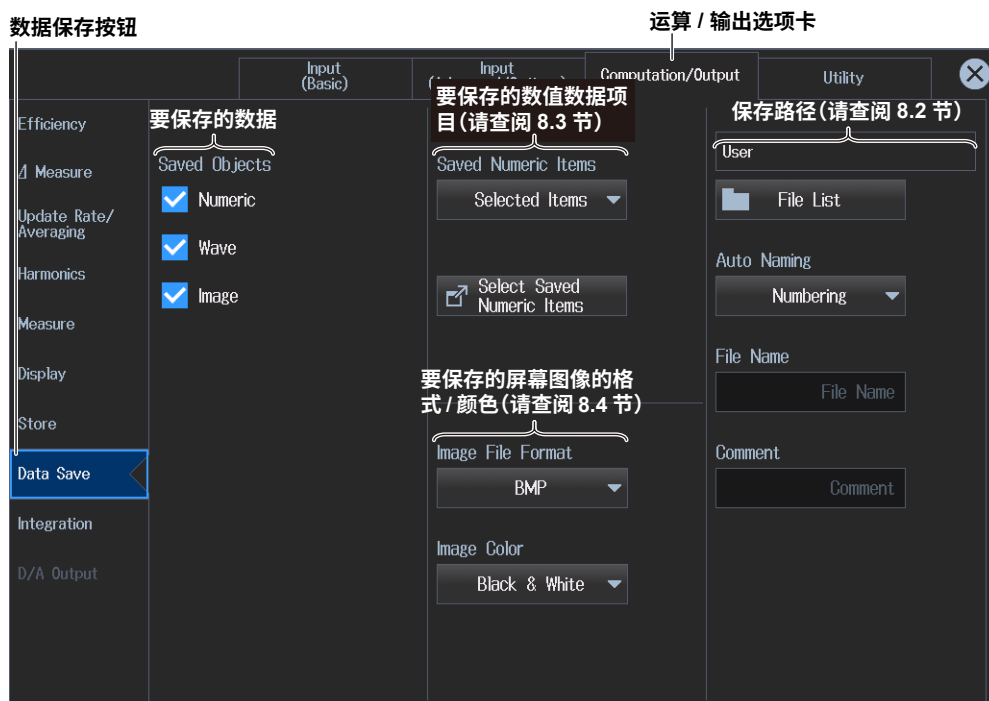 数据保存按钮
运算 / 输出选项卡
Input
(Basic)
Input
Computation/Output
Utility
Efficiency
⊿ Measure
Update Rate/
Averaging
Harmonics
Measure
Display
Store
Data Save
Integration
D/A Output
要保存的数据
Saved Objects
Numeric
Wave
Image
要保存的数值数据项
目（请查阅 8.3 节）
Saved Numeric Items
Selected Items
Select Saved
Numeric Items
要保存的屏幕图像的格
式 / 颜色（请查阅 8.4 节）
Image File Format
BMP
Image Color
Black & White
保存路径（请查阅 8.2 节）
User
File List
Auto Naming
Numbering
File Name
File Name
Comment
Comment